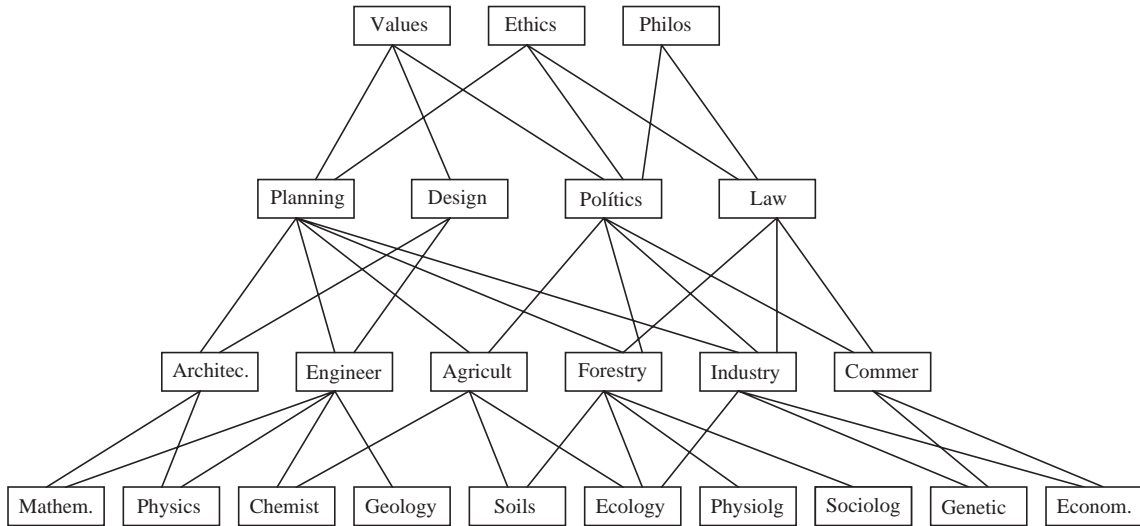 Values Ethics Philos
Planning Design Polítics Law
Architec. Engineer Agricult Forestry Industry Commer
Mathem. Physics Chemist Geology Soils Ecology Physiolg Sociolog Genetic Econom.